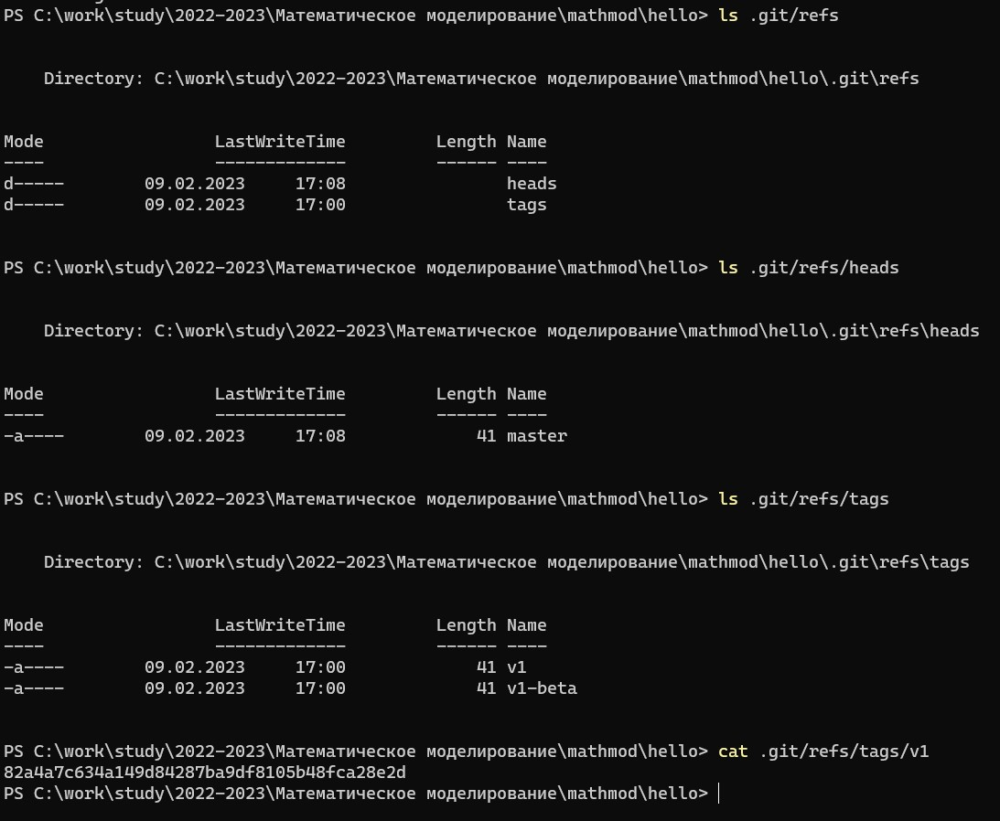 PS C:\work\study\2022-2023\Математическое моделирование\mathmod\hello> ls .git/refs
Directory: C:\work\study\2022-2023\Математическое моделирование\mathmod\hello\.git\refs
Mode                 LastWriteTime         Length Name
----                 -------------         ------ ----
d-----        09.02.2023     17:08                heads
d-----        09.02.2023     17:00                tags
PS C:\work\study\2022-2023\Математическое моделирование\mathmod\hello> ls .git/refs/heads
Directory: C:\work\study\2022-2023\Математическое моделирование\mathmod\hello\.git\refs\heads
Mode                 LastWriteTime         Length Name
----                 -------------         ------ ----
-a----        09.02.2023     17:08             41 master
PS C:\work\study\2022-2023\Математическое моделирование\mathmod\hello> ls .git/refs/tags
Directory: C:\work\study\2022-2023\Математическое моделирование\mathmod\hello\.git\refs\tags
Mode                 LastWriteTime         Length Name
----                 -------------         ------ ----
-a----        09.02.2023     17:00             41 v1
-a----        09.02.2023     17:00             41 v1-beta
PS C:\work\study\2022-2023\Математическое моделирование\mathmod\hello> cat .git/refs/tags/v1
82a4a7c634a149d84287ba9df8105b48fca28e2d
PS C:\work\study\2022-2023\Математическое моделирование\mathmod\hello>